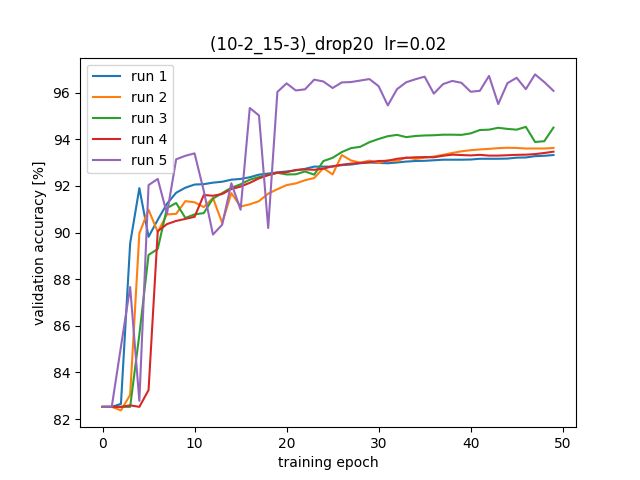 (10-2_15-3)_drop20  lr=0.02
run 1
run 2
run 3
run 4
run 5
validation accuracy [%]
96
94
92
90
88
86
84
82
0 10 20 30 40 50
training epoch